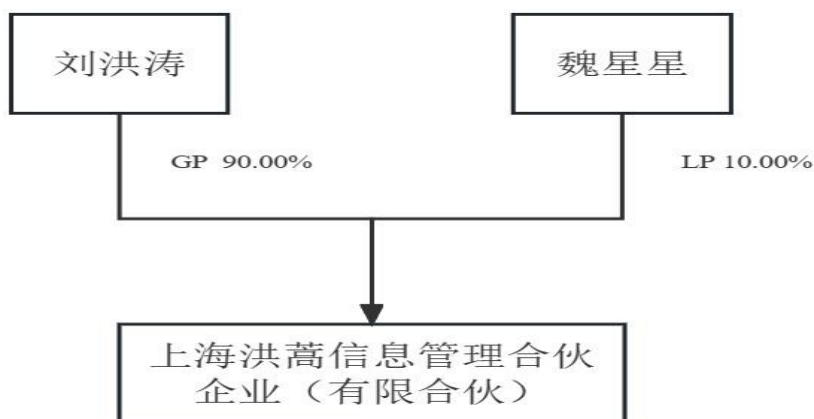 刘洪涛
魏星星
GP 90.00%
LP 10.00%
上海洪蒿信息管理合伙
企业（有限合伙）